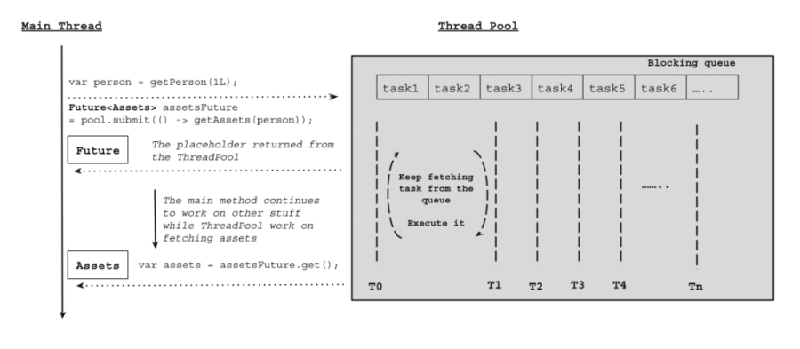 Main Thread
Thread Pool
Blocking queue
var person = getPerson(1L);
task1 task2 task3 task4 task5 task6 .....
Future<Assets> assetsFuture
= pool.submit(() -> getAssets(person));
Future
The placeholder returned from
the ThreadPool
Keep fetching
task from the
queue
Execute it
........
The main method continues
to work on other stuff
while ThreadPool work on
fetching assets
Assets
var assets = assetsFuture.get();
T0 T1 T2 T3 T4 Tn